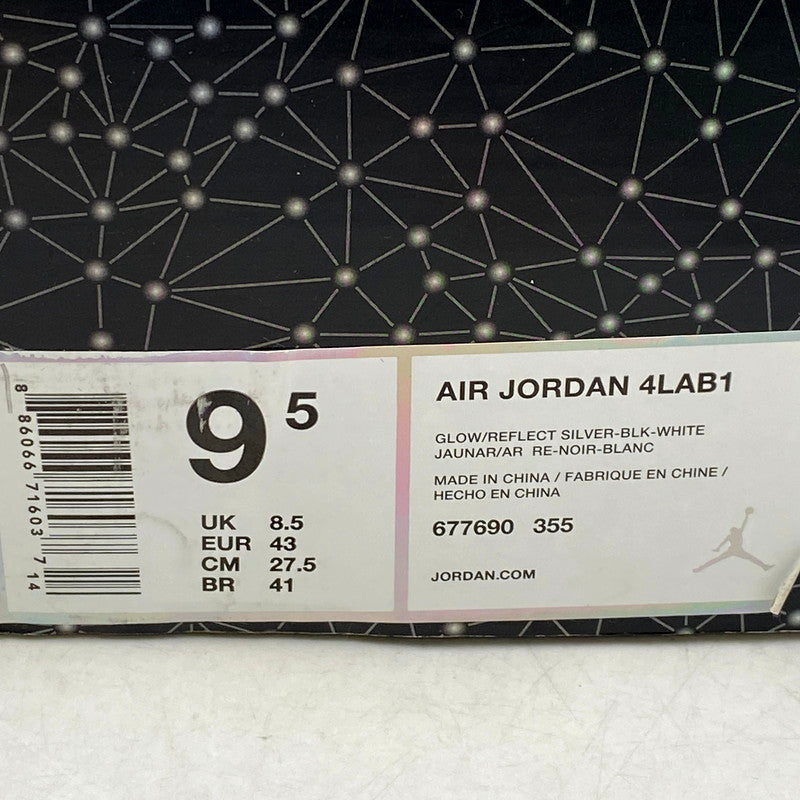 8 86066 71603 7 14
9 5
UK 8.5
EUR 43
CM 27.5
BR 41
AIR JORDAN 4LAB1
GLOW/REFLECT SILVER-BLK-WHITE
JAUNAR/AR RE-NOIR-BLANC
MADE IN CHINA / FABRIQUE EN CHINE /
HECHO EN CHINA
677690 355
JORDAN.COM